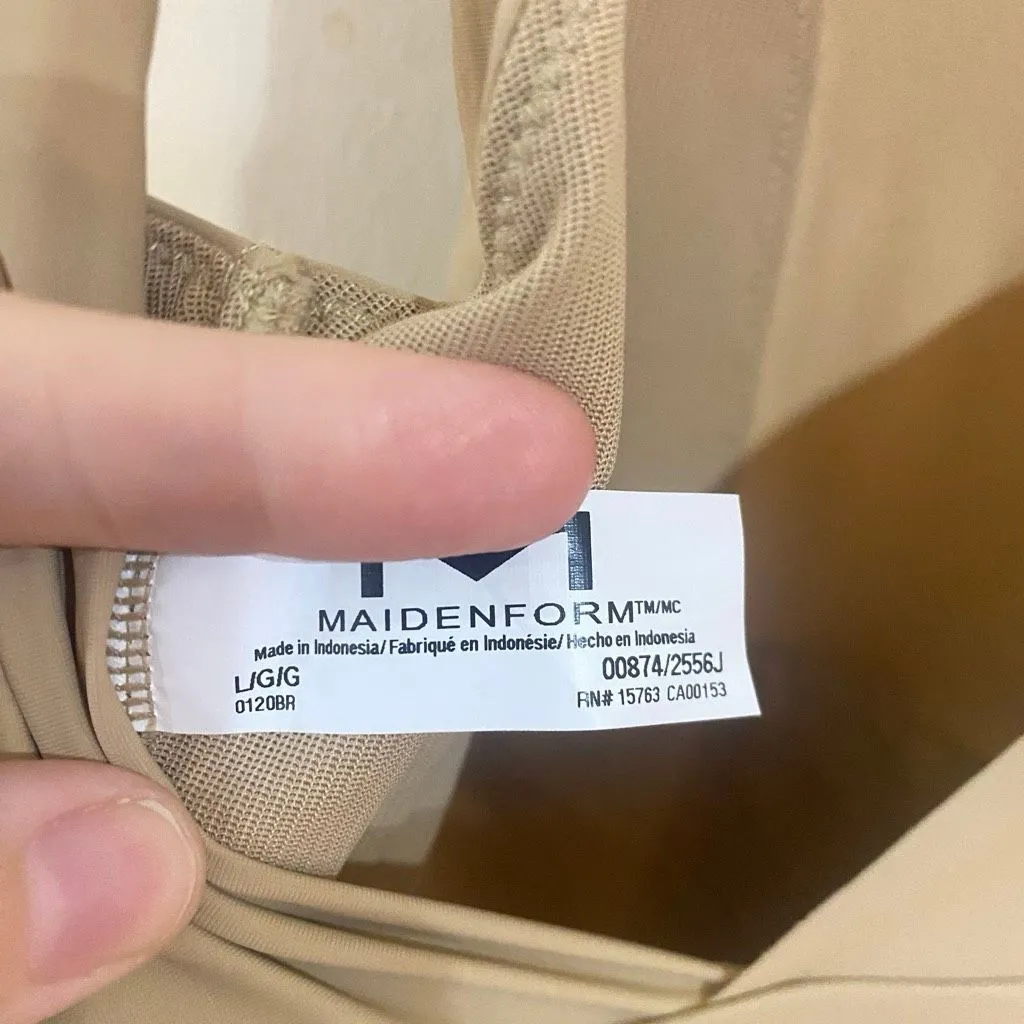 MAIDENFORM™/MC
Made in Indonesia/ Fabriqué en Indonésie/ Hecho en Indonesia
L/G/G
00874/2556J
0120BR
RN# 15763 CA00153